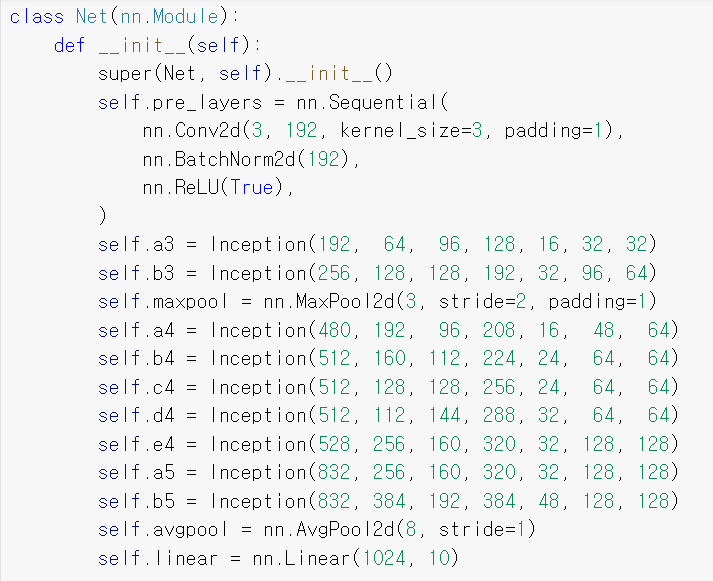 class Net(nn.Module):
    def __init__(self):
        super(Net, self).__init__()
        self.pre_layers = nn.Sequential(
            nn.Conv2d(3, 192, kernel_size=3, padding=1),
            nn.BatchNorm2d(192),
            nn.ReLU(True),
        )
        self.a3 = Inception(192,  64,  96, 128, 16, 32, 32)
        self.b3 = Inception(256, 128, 128, 192, 32, 96, 64)
        self.maxpool = nn.MaxPool2d(3, stride=2, padding=1)
        self.a4 = Inception(480, 192,  96, 208, 16,  48,  64)
        self.b4 = Inception(512, 160, 112, 224, 24,  64,  64)
        self.c4 = Inception(512, 128, 128, 256, 24,  64,  64)
        self.d4 = Inception(512, 112, 144, 288, 32,  64,  64)
        self.e4 = Inception(528, 256, 160, 320, 32, 128, 128)
        self.a5 = Inception(832, 256, 160, 320, 32, 128, 128)
        self.b5 = Inception(832, 384, 192, 384, 48, 128, 128)
        self.avgpool = nn.AvgPool2d(8, stride=1)
        self.linear = nn.Linear(1024, 10)